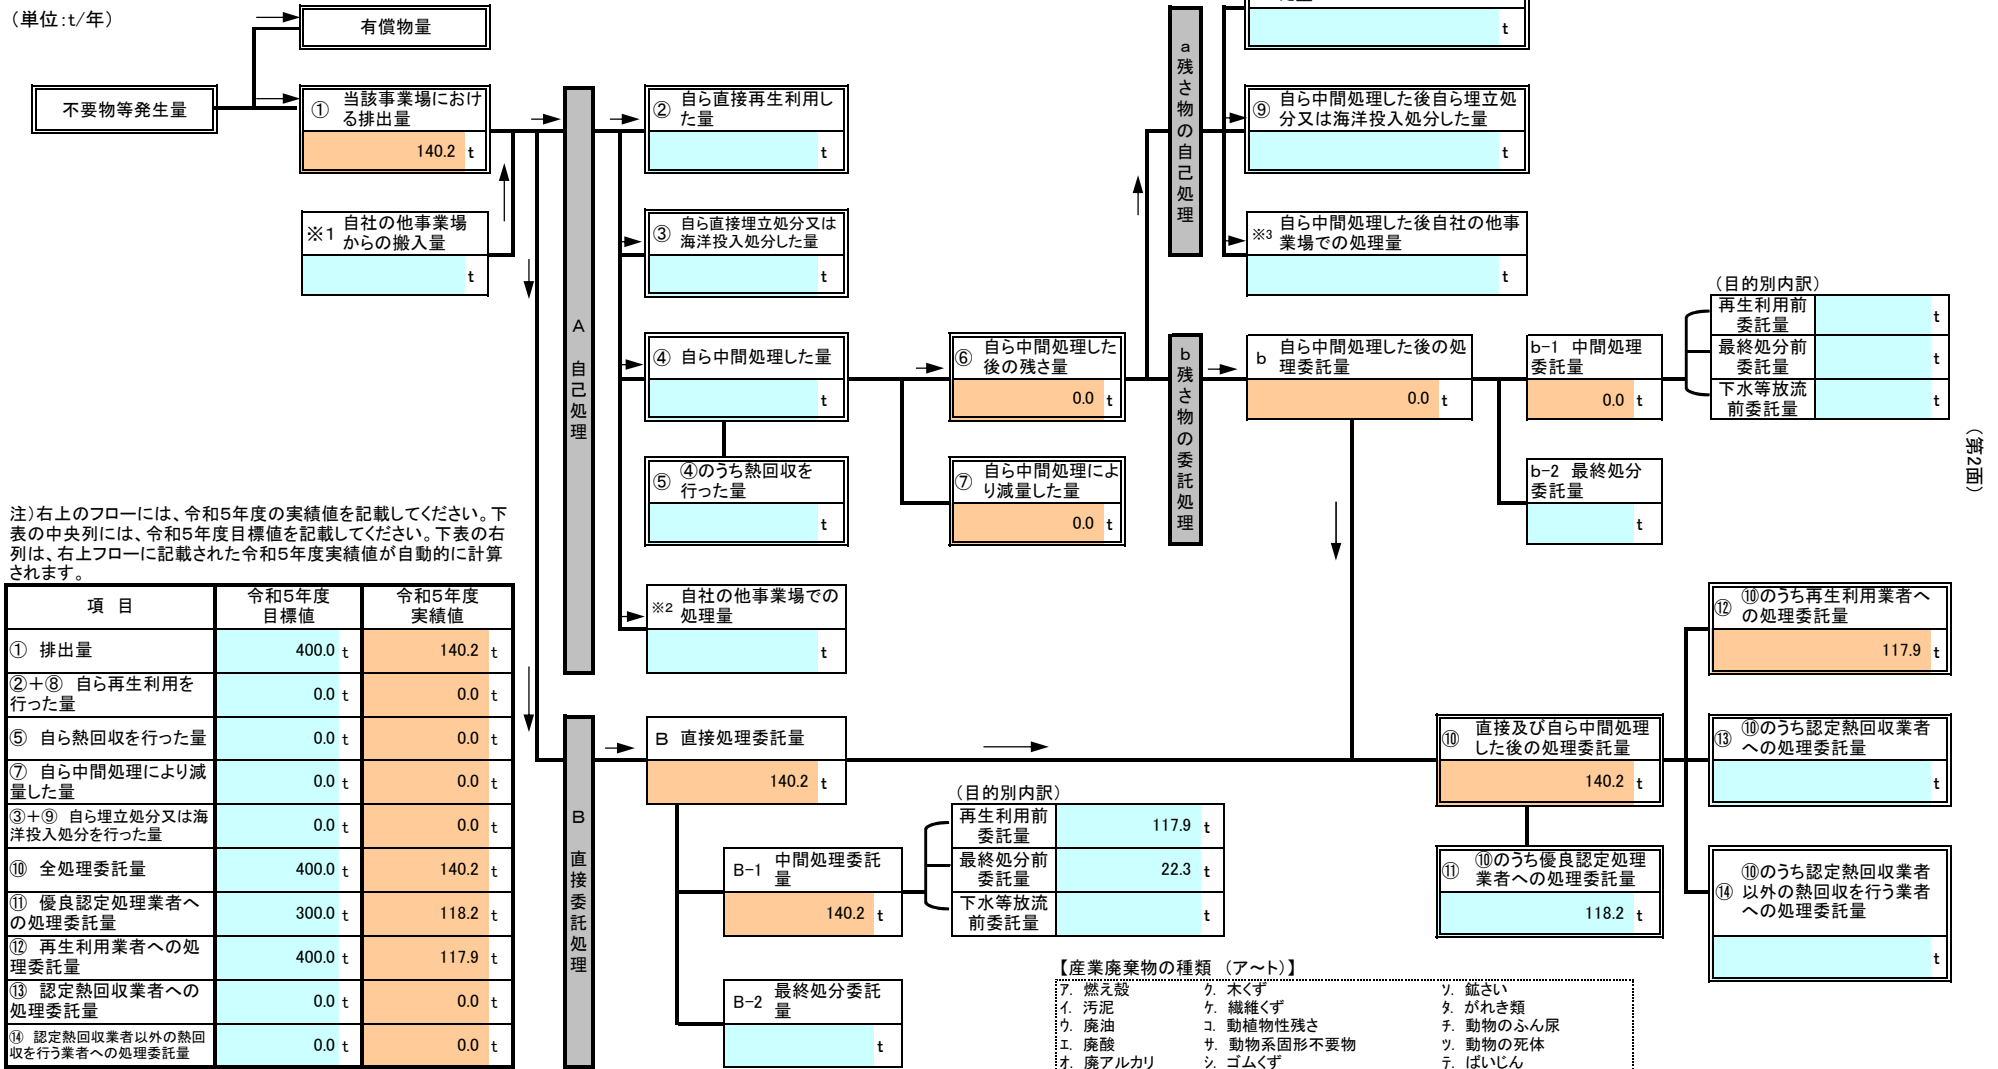 (単位:t/年)
有償物量
不要物等発生量
① 当該事業場におけ
る排出量
140.2 t
※1 自社の他事業場
からの搬入量
t
A 自己処理
② 自ら直接再生利用し
た量
t
③ 自ら直接埋立処分又は
海洋投入処分した量
t
④ 自ら中間処理した量
t
⑤ ④のうち熱回収を
行った量
t
※2 自社の他事業場での
処理量
t
⑥ 自ら中間処理した
後の残さ量
0.0 t
⑦ 自ら中間処理によ
り減量した量
0.0 t
a 残さ物の自己処理
t
⑨ 自ら中間処理した後自ら埋立処
分又は海洋投入処分した量
t
※3 自ら中間処理した後自社の他事
業場での処理量
t
b 残さ物の委託処理
b 自ら中間処理した後の処
理委託量
0.0 t
b-1 中間処理
委託量
0.0 t
b-2 最終処分
委託量
t
(目的別内訳)
再生利用前
委託量
t
最終処分前
委託量
t
下水等放流
前委託量
t
(第2面)
注)右上のフローには、令和5年度の実績値を記載してください。下
表の中央列には、令和5年度目標値を記載してください。下表の右
列は、右上フローに記載された令和5年度実績値が自動的に計算
されます。
項 目 令和5年度 令和5年度
目標値 実績値
① 排出量 400.0 t 140.2 t
②+⑧ 自ら再生利用を
行った量 0.0 t 0.0 t
⑤ 自ら熱回収を行った量 0.0 t 0.0 t
⑦ 自ら中間処理により減
量した量 0.0 t 0.0 t
③+⑨ 自ら埋立処分又は海
洋投入処分を行った量 0.0 t 0.0 t
⑩ 全処理委託量 400.0 t 140.2 t
⑪ 優良認定処理業者へ
の処理委託量 300.0 t 118.2 t
⑫ 再生利用業者への処
理委託量 400.0 t 117.9 t
⑬ 認定熱回収業者への
処理委託量 0.0 t 0.0 t
⑭ 認定熱回収業者以外の熱回
収を行う業者への処理委託量 0.0 t 0.0 t
B 直接委託処理
B 直接処理委託量
140.2 t
B-1 中間処理委託
量
140.2 t
B-2 最終処分委託
量
t
(目的別内訳)
再生利用前
委託量
117.9 t
最終処分前
委託量
22.3 t
下水等放流
前委託量
t
⑩ 直接及び自ら中間処理
した後の処理委託量
140.2 t
⑪ ⑩のうち優良認定処理
業者への処理委託量
118.2 t
⑫ ⑩のうち再生利用業者へ
の処理委託量
117.9 t
⑬ ⑩のうち認定熱回収業者
への処理委託量
t
⑭ ⑩のうち認定熱回収業者
以外の熱回収を行う業者
への処理委託量
t
【産業廃棄物の種類 (ア~ト)】
ア. 燃え殻 ク. 木くず ソ. 鉱さい
イ. 汚泥 ケ. 繊維くず タ. がれき類
ウ. 廃油 コ. 動植物性残さ チ. 動物のふん尿
エ. 廃酸 サ. 動物系固形不要物 ツ. 動物の死体
オ. 廃アルカリ シ. ゴムくず テ. ばいじん